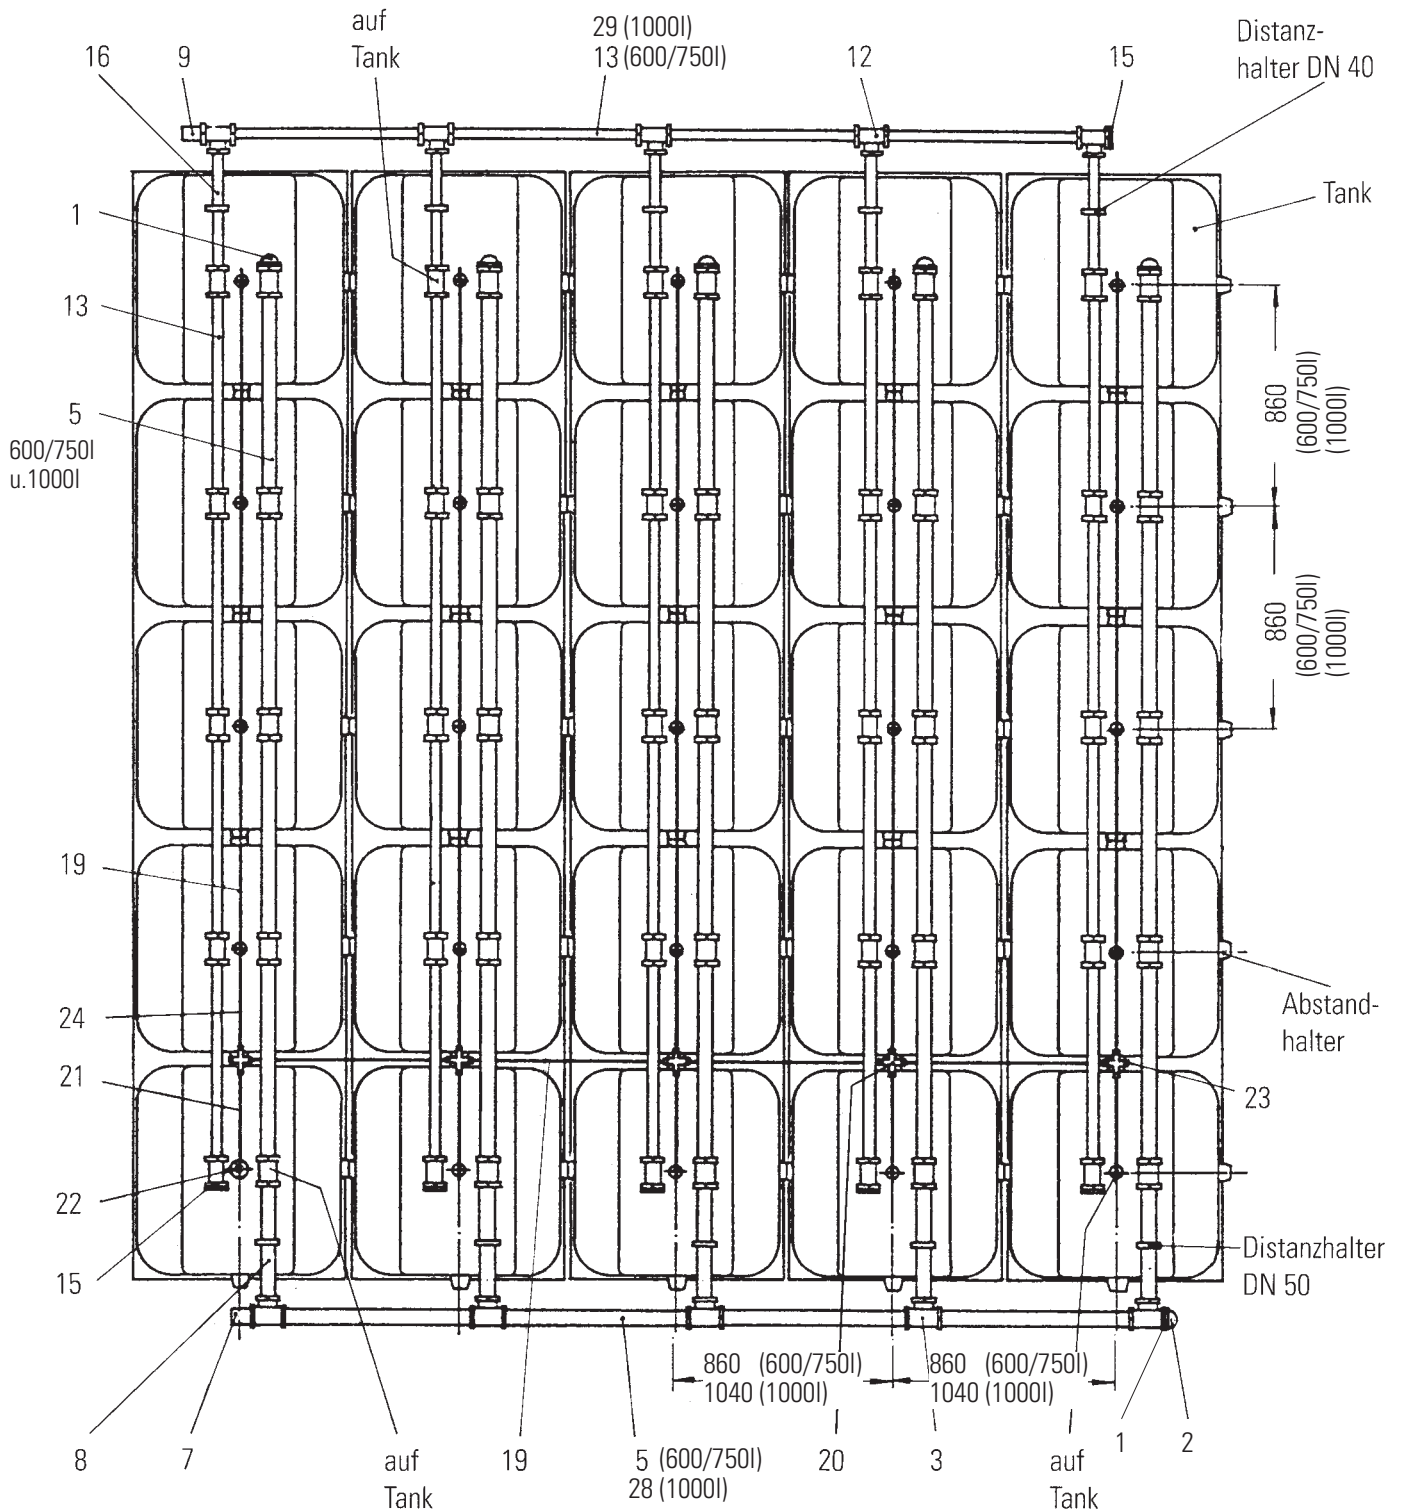 auf
Tank
29 (1000l)
13 (600/750l)
Distanz-
halter DN 40
16
9
12
15
Tank
1
13
5
600/750l
u.1000l
860
(600/750l)
(1000l)
860
(600/750l)
(1000l)
19
24
21
22
15
Abstand-
halter
23
Distanzhalter
DN 50
860 (600/750l)
1040 (1000l)
860 (600/750l)
1040 (1000l)
8
7
auf
Tank
19
5 (600/750l)
28 (1000l)
20
3
auf
Tank
1
2